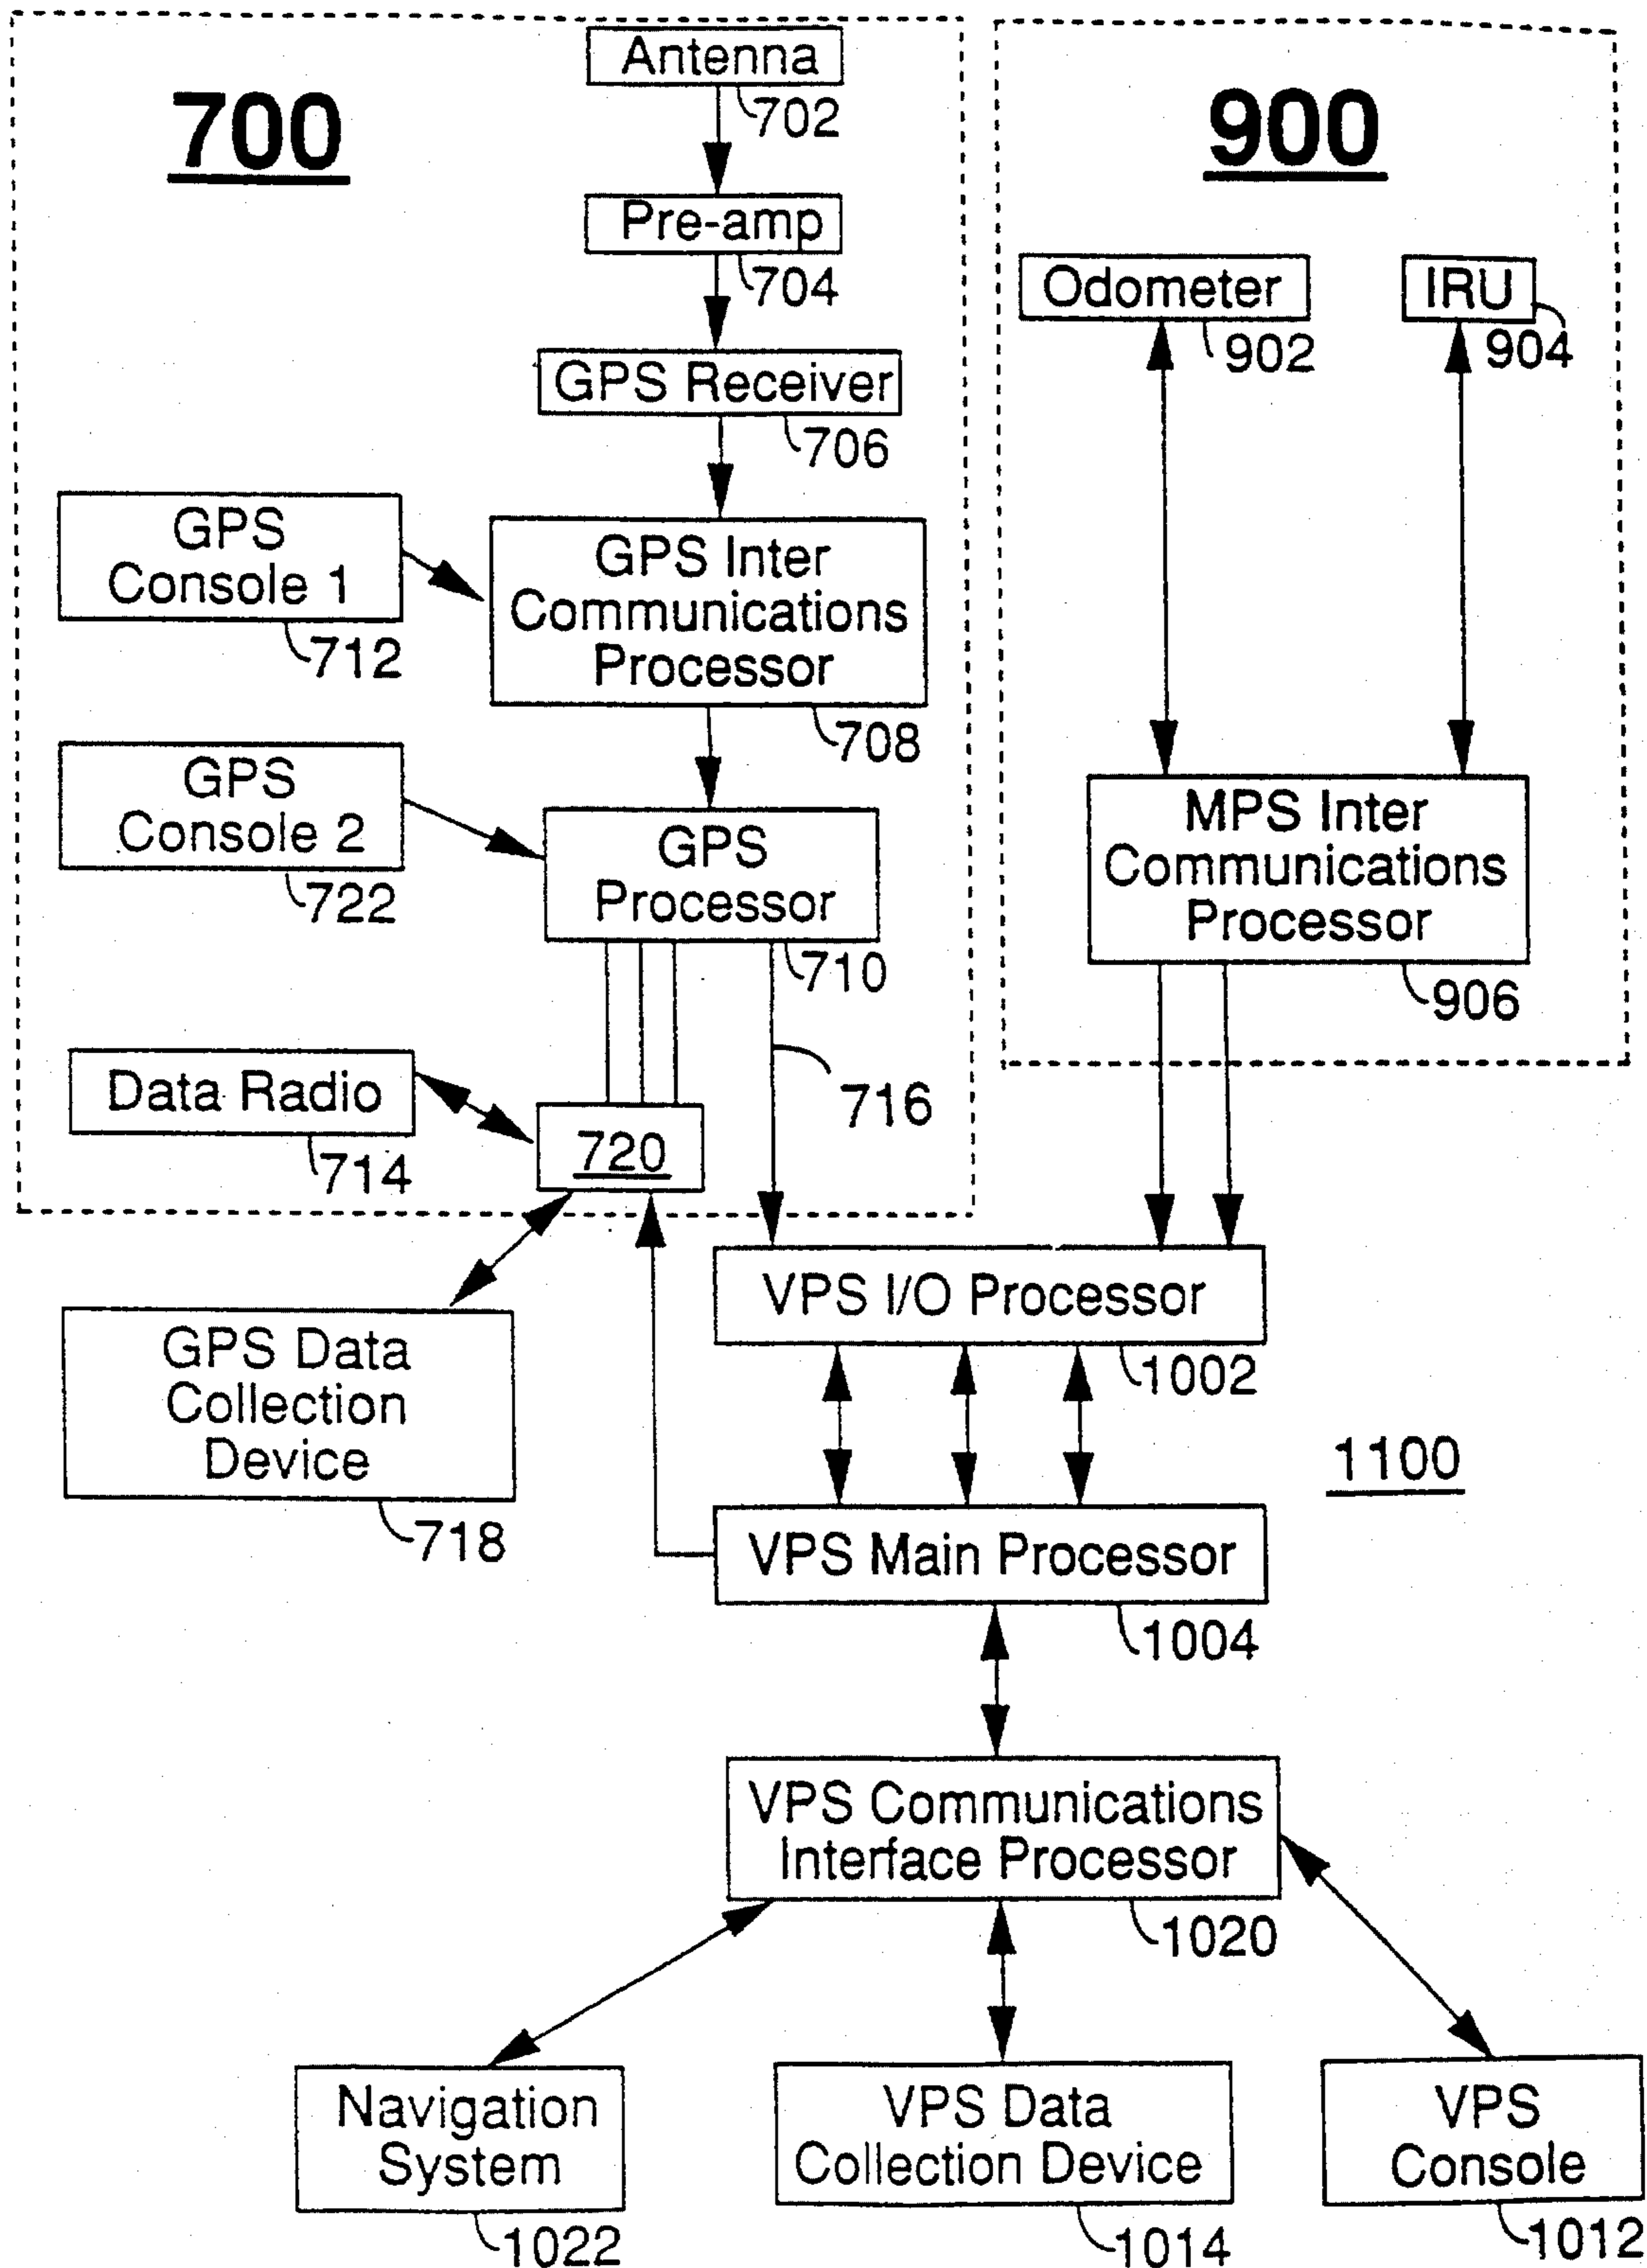 700
Antenna
702
Pre-amp
704
GPS Receiver
706
GPS
Console 1
712
GPS Inter
Communications
Processor
708
GPS
Console 2
722
GPS
Processor
710
716
Data Radio
714
720
900
Odometer
902
IRU
904
MPS Inter
Communications
Processor
906
GPS Data
Collection
Device
718
VPS I/O Processor
1002
1100
VPS Main Processor
1004
VPS Communications
Interface Processor
1020
Navigation
System
1022
VPS Data
Collection Device
1014
VPS
Console
1012